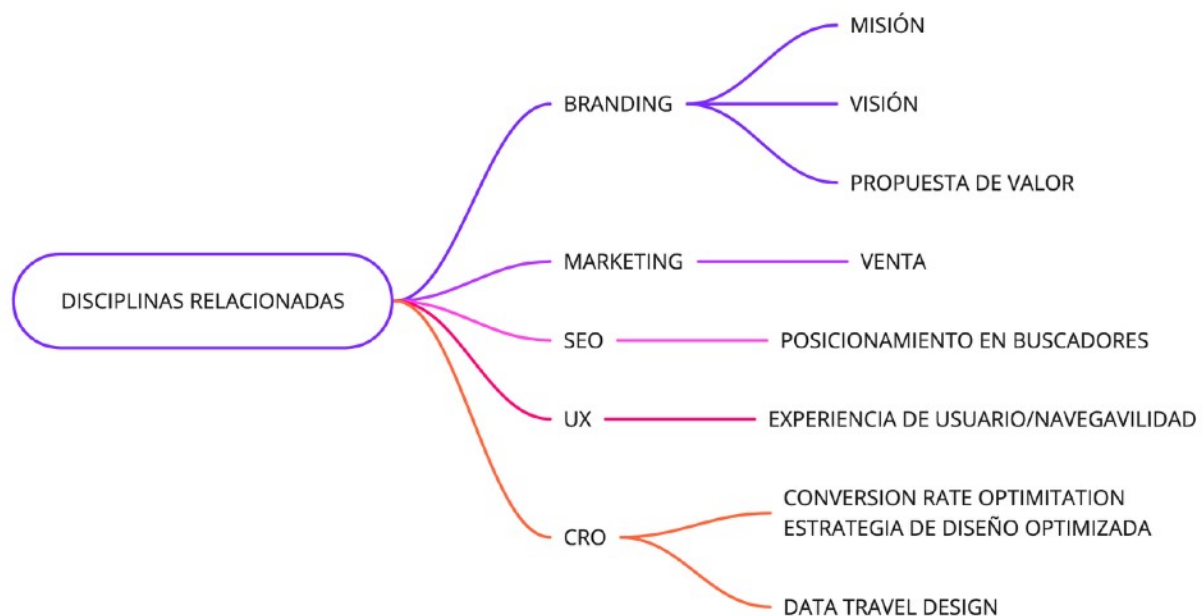 MISIÓN
BRANDING
VISIÓN
PROPUESTA DE VALOR
MARKETING
VENTA
DISCIPLINAS RELACIONADAS
SEO
POSICIONAMIENTO EN BUSCADORES
UX
EXPERIENCIA DE USUARIO/NAVEGAVILIDAD
CONVERSION RATE OPTIMITATION
ESTRATEGIA DE DISEÑO OPTIMIZADA
CRO
DATA TRAVEL DESIGN